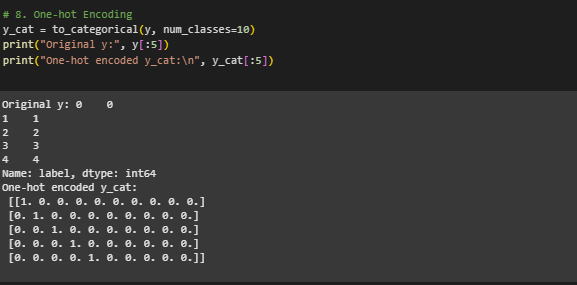 # 8. One-hot Encoding
y_cat = to_categorical(y, num_classes=10)
print("Original y:", y[:5])
print("One-hot encoded y_cat:\n", y_cat[:5])
Original y: 0    0
1    1
2    2
3    3
4    4
Name: label, dtype: int64
One-hot encoded y_cat:
 [[1. 0. 0. 0. 0. 0. 0. 0. 0. 0.]
 [0. 1. 0. 0. 0. 0. 0. 0. 0. 0.]
 [0. 0. 1. 0. 0. 0. 0. 0. 0. 0.]
 [0. 0. 0. 1. 0. 0. 0. 0. 0. 0.]
 [0. 0. 0. 0. 1. 0. 0. 0. 0. 0.]]